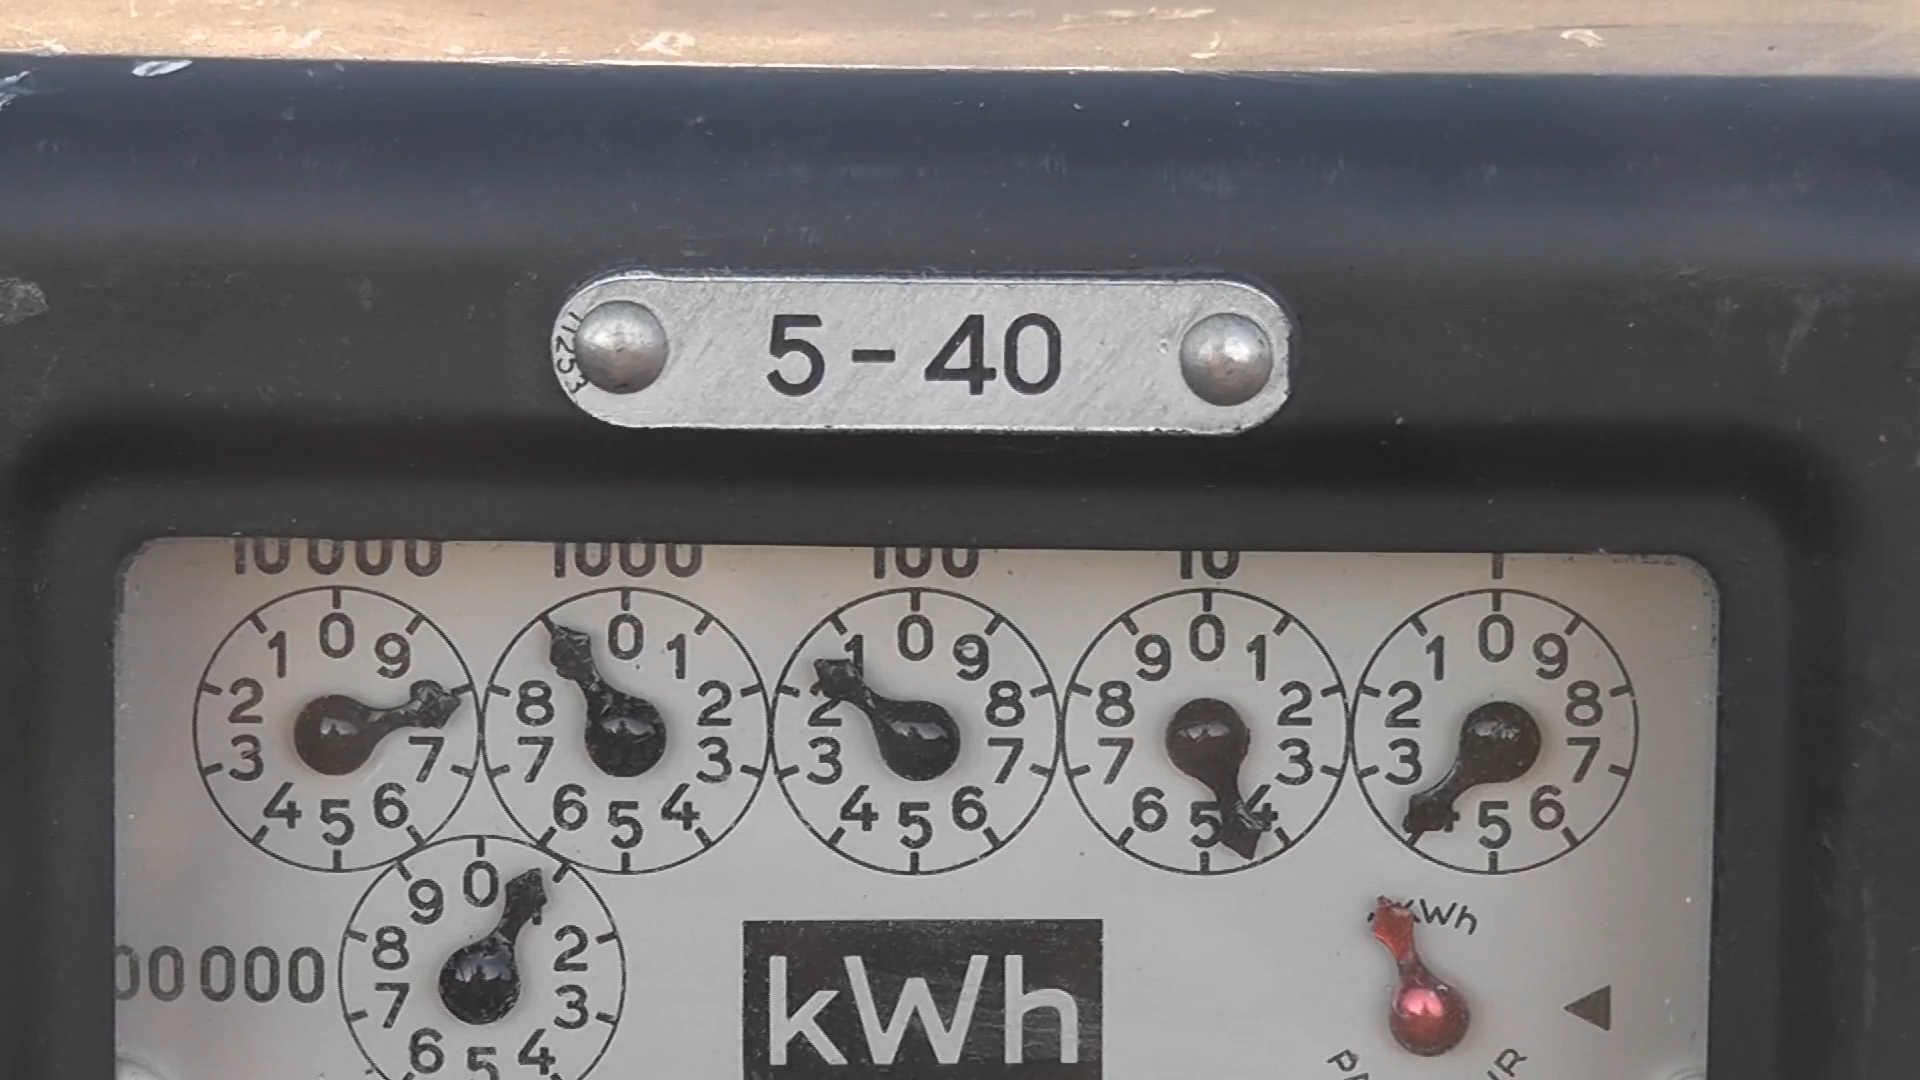 5-40
11253
10000 1000 100 10 1
1 0 9 2 3 7 4 5 6
0 1 8 2 7 3 6 5 4
1 0 9 2 8 3 7 4 5 6
9 0 1 8 2 7 3 6 5 4
1 0 9 2 8 3 7 4 5 6
9 0 1 8 2 7 3 6 5 4
00000
kWh
kWh